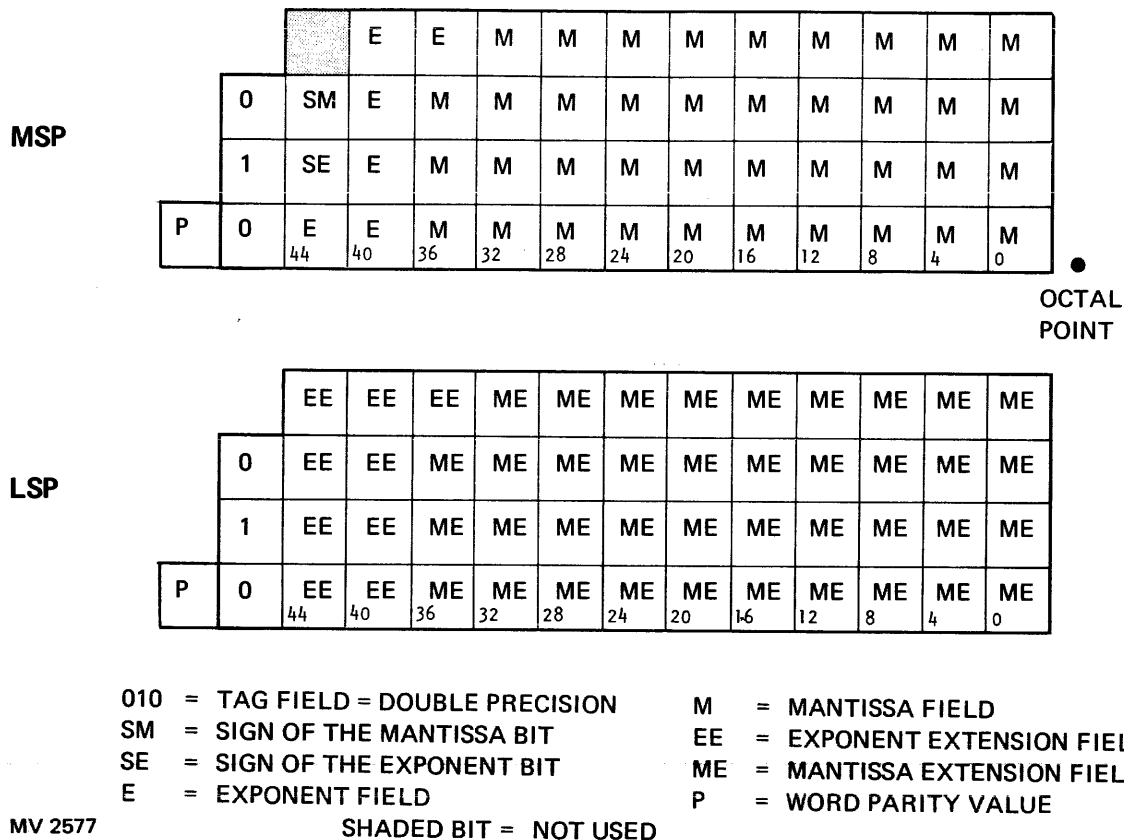 E E M M M M M M M M M
0 SM E M M M M M M M M M M
MSP
1 SE E M M M M M M M M M M
P 0 E E M M M M M M M M M M
44 40 36 32 28 24 20 16 12 8 4 0
OCTAL
POINT
EE EE EE ME ME ME ME ME ME ME ME ME
0 EE EE ME ME ME ME ME ME ME ME ME ME
LSP
1 EE EE ME ME ME ME ME ME ME ME ME ME
P 0 EE EE ME ME ME ME ME ME ME ME ME ME
44 40 36 32 28 24 20 16 12 8 4 0
010 = TAG FIELD = DOUBLE PRECISION
SM = SIGN OF THE MANTISSA BIT
SE = SIGN OF THE EXPONENT BIT
E = EXPONENT FIELD
M = MANTISSA FIELD
EE = EXPONENT EXTENSION FIEL
ME = MANTISSA EXTENSION FIEL
P = WORD PARITY VALUE
MV 2577
SHADED BIT = NOT USED